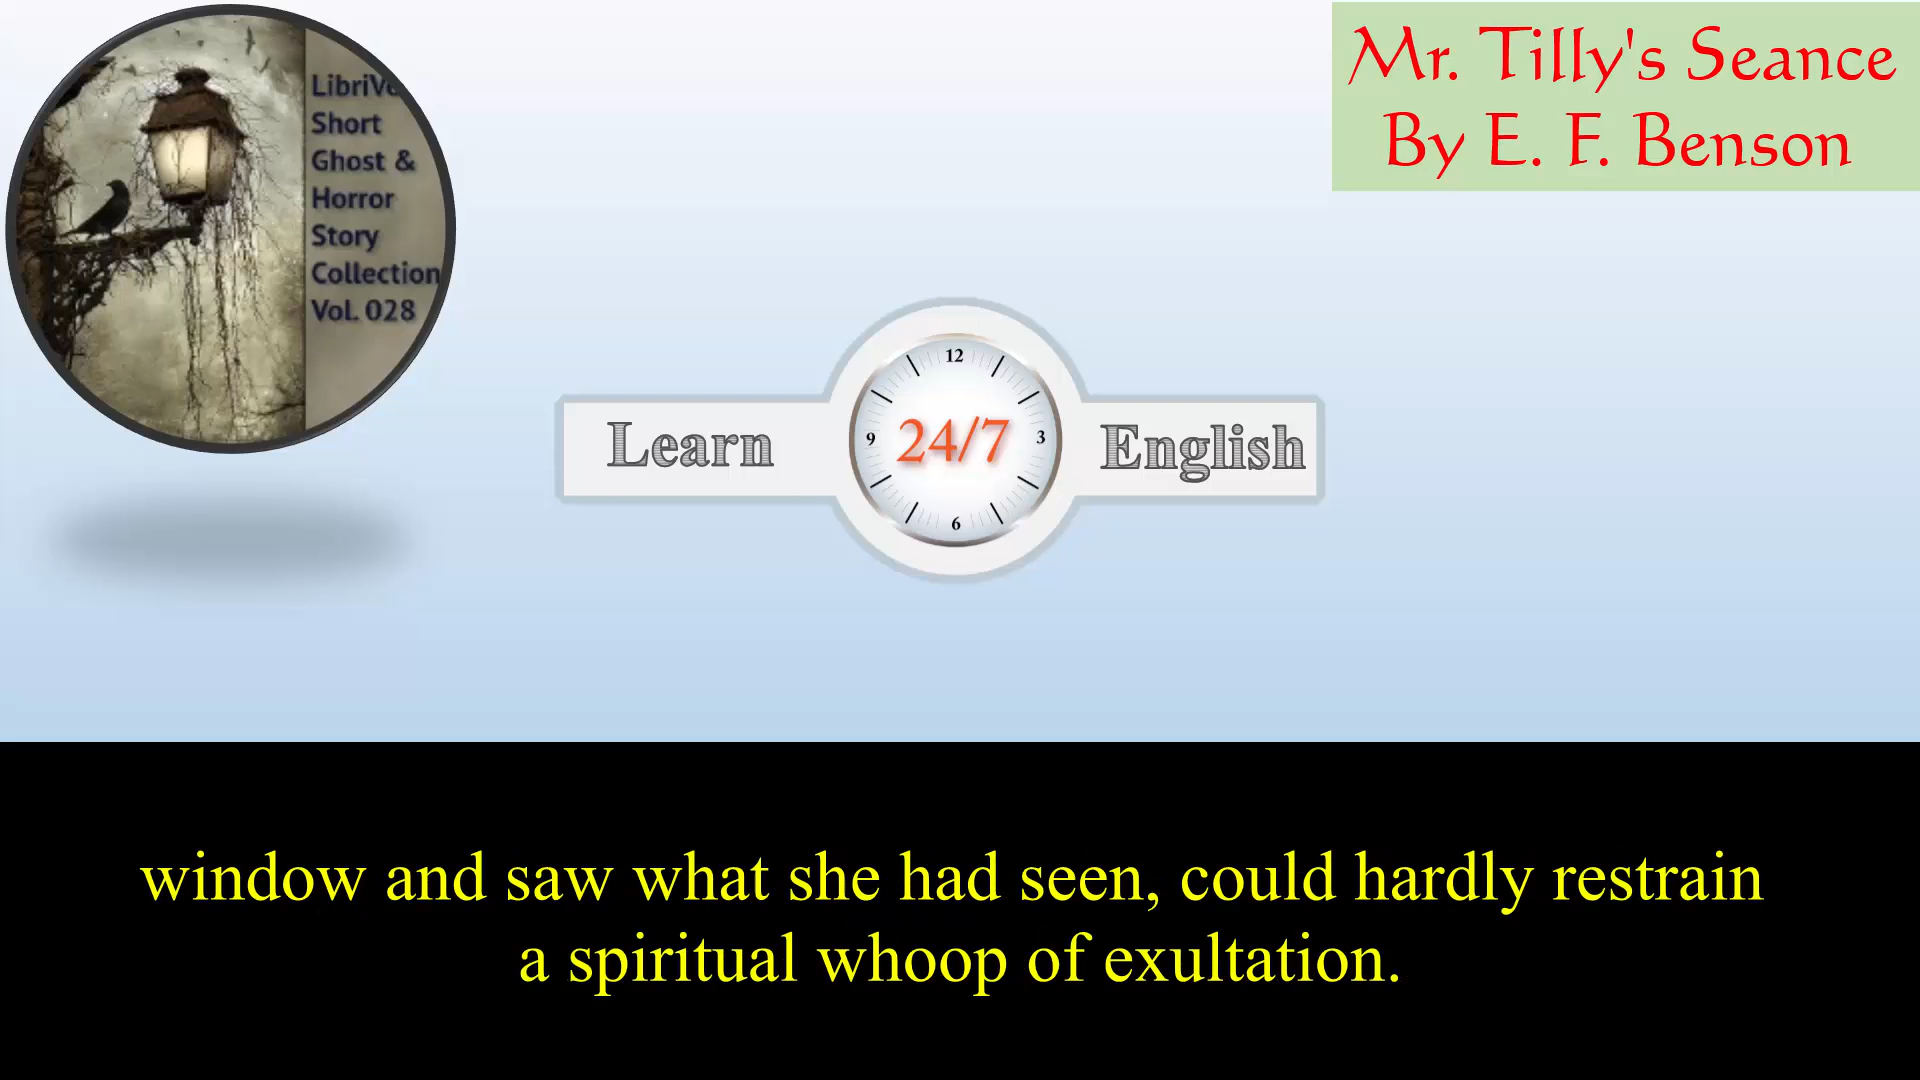 LibriVo
Short
Ghost &
Horror
Story
Collection
Vol. 028
Mr. Tilly's Seance
By E. F. Benson
12
9
3
6
Learn
24/7
English
window and saw what she had seen, could hardly restrain
a spiritual whoop of exultation.